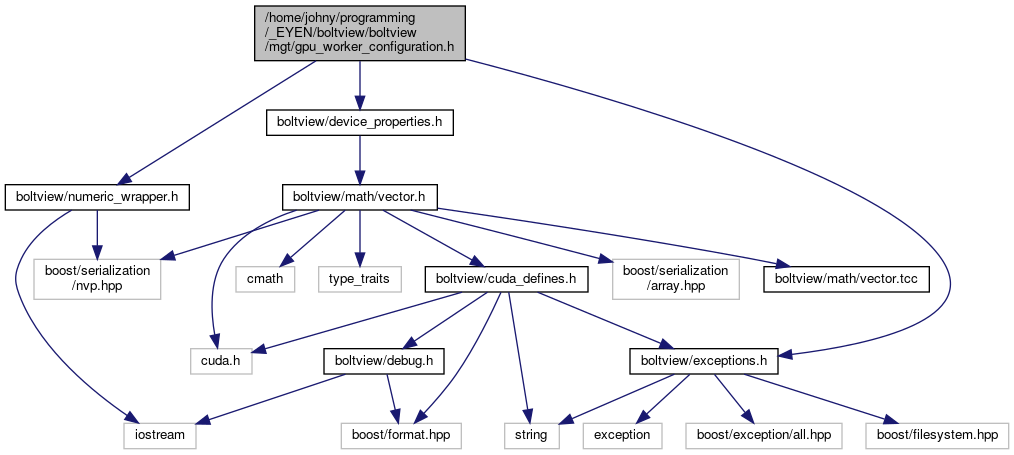 /home/johny/programming
/_EYEN/boltview/boltview
/mgt/gpu_worker_configuration.h
boltview/device_properties.h
boltview/numeric_wrapper.h
boltview/math/vector.h
boost/serialization
/nvp.hpp
cmath
type_traits
boltview/cuda_defines.h
boost/serialization
/array.hpp
boltview/math/vector.tcc
cuda.h
boltview/debug.h
boltview/exceptions.h
iostream
boost/format.hpp
string
exception
boost/exception/all.hpp
boost/filesystem.hpp